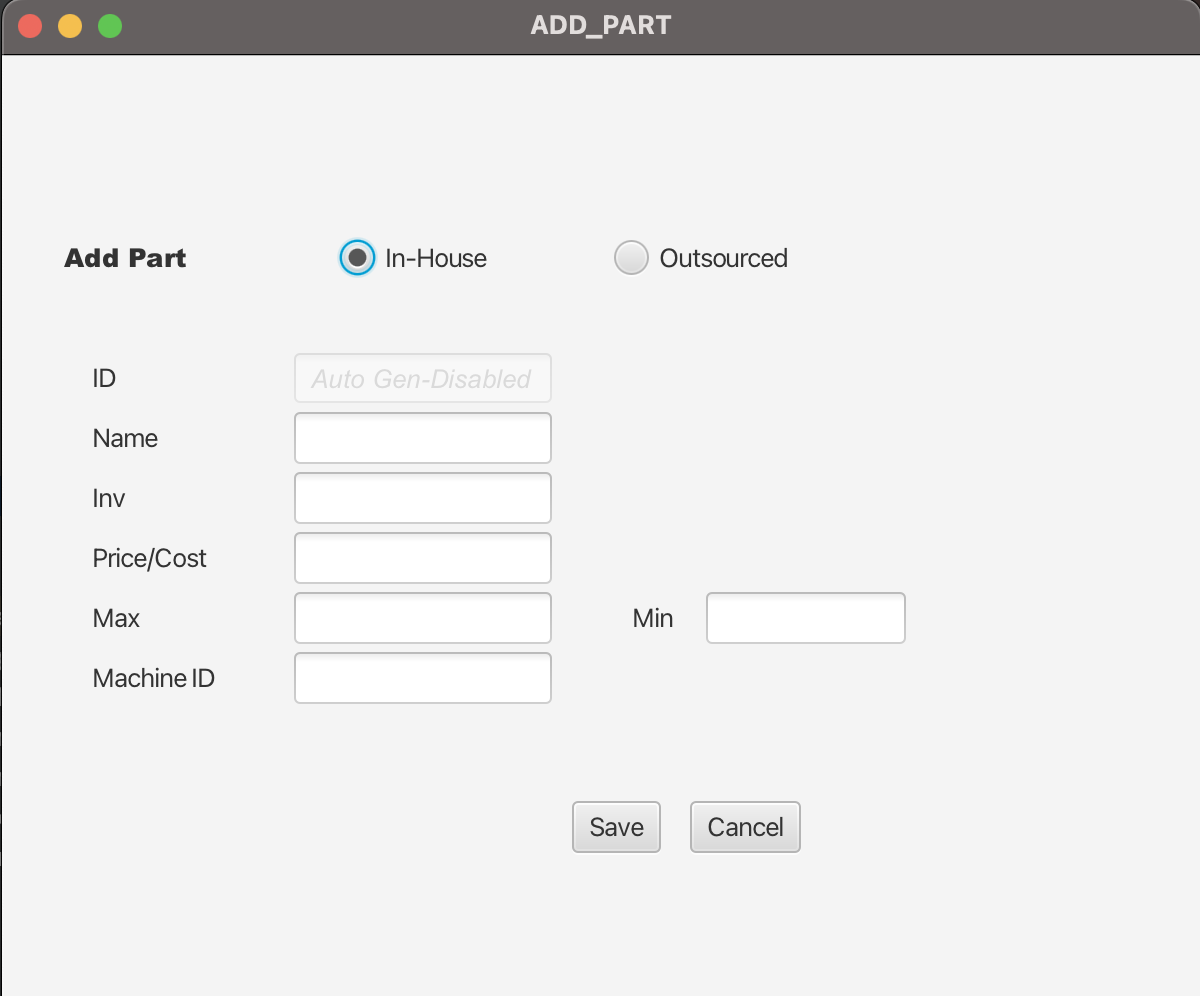 ADD_PART
Add Part In-House Outsourced
ID Auto Gen-Disabled
Name
Inv
Price/Cost
Max Min
Machine ID
Save Cancel